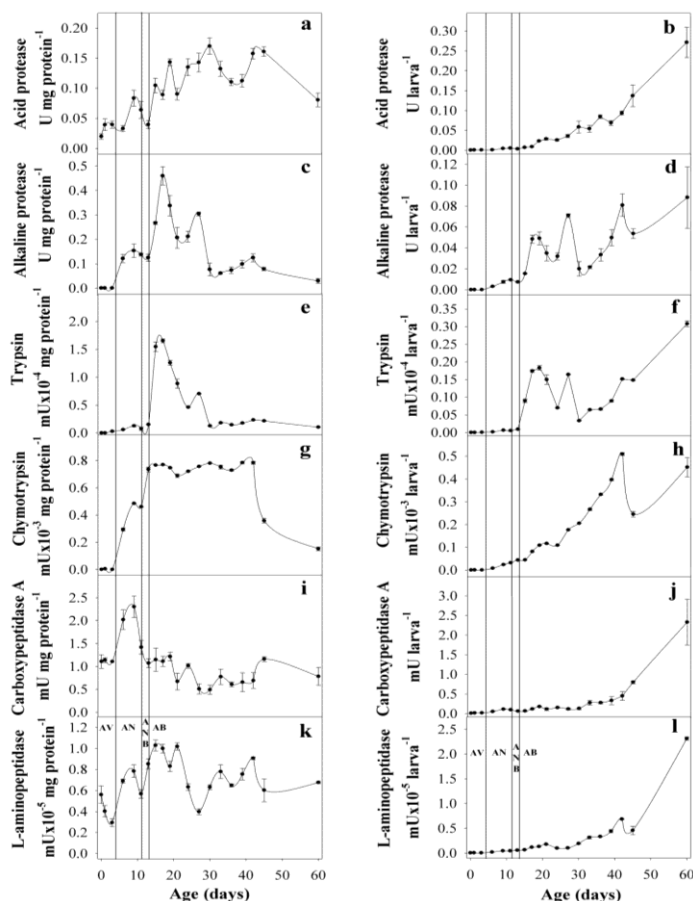 a
Acid protease
U mg protein⁻¹
0.20
0.15
0.10
0.05
0.00
b
Acid protease
U larva⁻¹
0.30
0.25
0.20
0.15
0.10
0.05
0.00
c
Alkaline protease
U mg protein⁻¹
0.5
0.4
0.3
0.2
0.1
0.0
d
Alkaline protease
U larva⁻¹
0.12
0.10
0.08
0.06
0.04
0.02
0.00
e
Trypsin
mUx10⁻⁴ mg protein⁻¹
1.5
1.0
0.5
0.0
f
Trypsin
mUx10⁻⁴ larva⁻¹
0.35
0.30
0.25
0.20
0.15
0.10
0.05
0.00
g
Chymotrypsin
mUx10⁻³ mg protein⁻¹
0.8
0.6
0.4
0.2
0.0
h
Chymotrypsin
mUx10⁻³ larva⁻¹
0.5
0.4
0.3
0.2
0.1
0.0
i
Carboxypeptidase A
mU mg protein⁻¹
2.5
2.0
1.5
1.0
0.5
0.0
j
Carboxypeptidase A
mU larva⁻¹
3.0
2.5
2.0
1.5
1.0
0.5
0.0
k
L-aminopeptidase
mUx10⁻⁵ mg protein⁻¹
1.2
1.0
0.8
0.6
0.4
0.2
0.0
AV
AN
A
N
B
AB
0 10 20 30 40 50 60
Age (days)
l
L-aminopeptidase
mUx10⁻⁵ larva⁻¹
2.5
2.0
1.5
1.0
0.5
0.0
AV
AN
A
N
B
AB
0 10 20 30 40 50 60
Age (days)